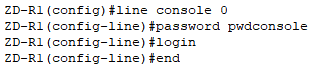 ZD-R1(config)#line console 0
ZD-R1(config-line)#password pwdconsole
ZD-R1(config-line)#login
ZD-R1(config-line)#end